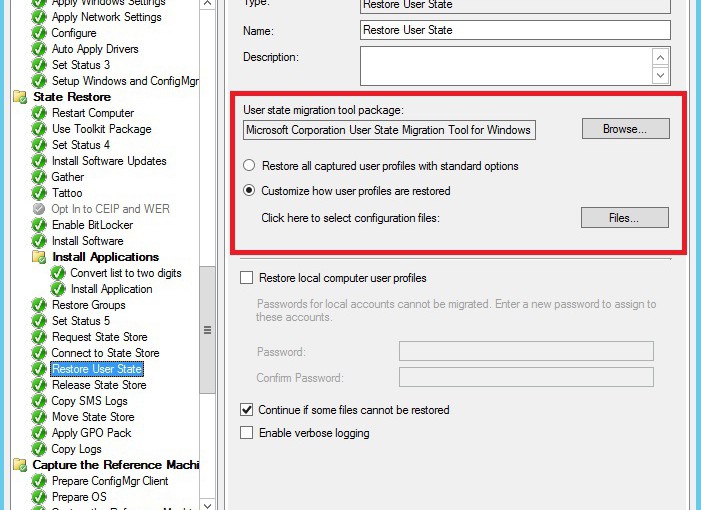 Apply Windows Settings
Apply Network Settings
Configure
Auto Apply Drivers
Set Status 3
Setup Windows and ConfigMgr
State Restore
Restart Computer
Use Toolkit Package
Set Status 4
Install Software Updates
Gather
Tattoo
Opt In to CEIP and WER
Enable BitLocker
Install Software
Install Applications
Convert list to two digits
Install Application
Restore Groups
Set Status 5
Request State Store
Connect to State Store
Restore User State
Release State Store
Copy SMS Logs
Move State Store
Apply GPO Pack
Copy Logs
Capture the Reference Machi
Prepare ConfigMgr Client
Prepare OS
Type:
Restore User State
Name:
Restore User State
Description:
User state migration tool package:
Microsoft Corporation User State Migration Tool for Windows
Browse...
Restore all captured user profiles with standard options
Customize how user profiles are restored
Click here to select configuration files:
Files...
Restore local computer user profiles
Passwords for local accounts cannot be migrated. Enter a new password to assign to
these accounts.
Password:
Confirm Password:
Continue if some files cannot be restored
Enable verbose logging